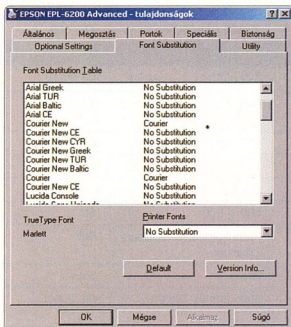 EPSON EPL-6200 Advanced - tulajdonságok
Általános Megosztás Portok Speciális Biztonság
Optional Settings Font Substitution Utility
Font Substitution Table
Arial Greek No Substitution
Arial TUR No Substitution
Arial Baltic No Substitution
Arial CE No Substitution
Courier New Courier
Courier New CE No Substitution
Courier New CYR No Substitution
Courier New Greek No Substitution
Courier New TUR No Substitution
Courier New Baltic No Substitution
Courier Courier
Courier New CE No Substitution
Lucida Console No Substitution
TrueType Font Printer Fonts
Marlett No Substitution
Default Version Info...
OK Mégse Alkalmaz Súgó